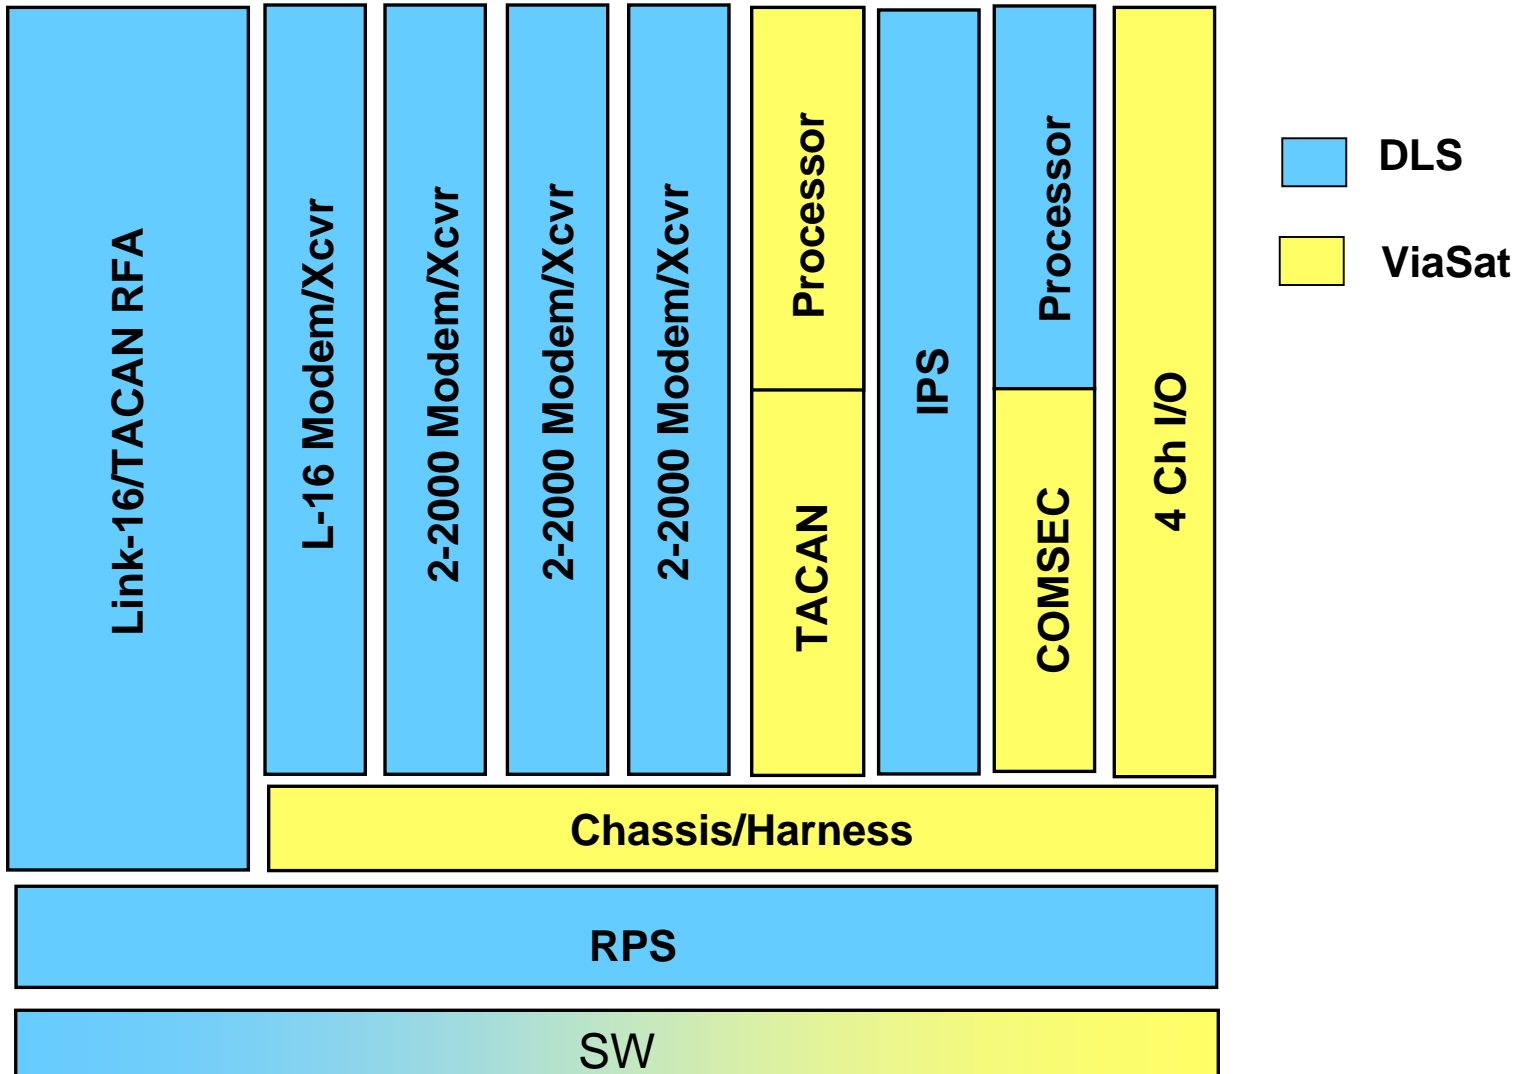 Link-16/TACAN RFA
L-16 Modem/Xcvr
2-2000 Modem/Xcvr
2-2000 Modem/Xcvr
2-2000 Modem/Xcvr
Processor
TACAN
IPS
Processor
COMSEC
4 Ch I/O
DLS
ViaSat
Chassis/Harness
RPS
SW